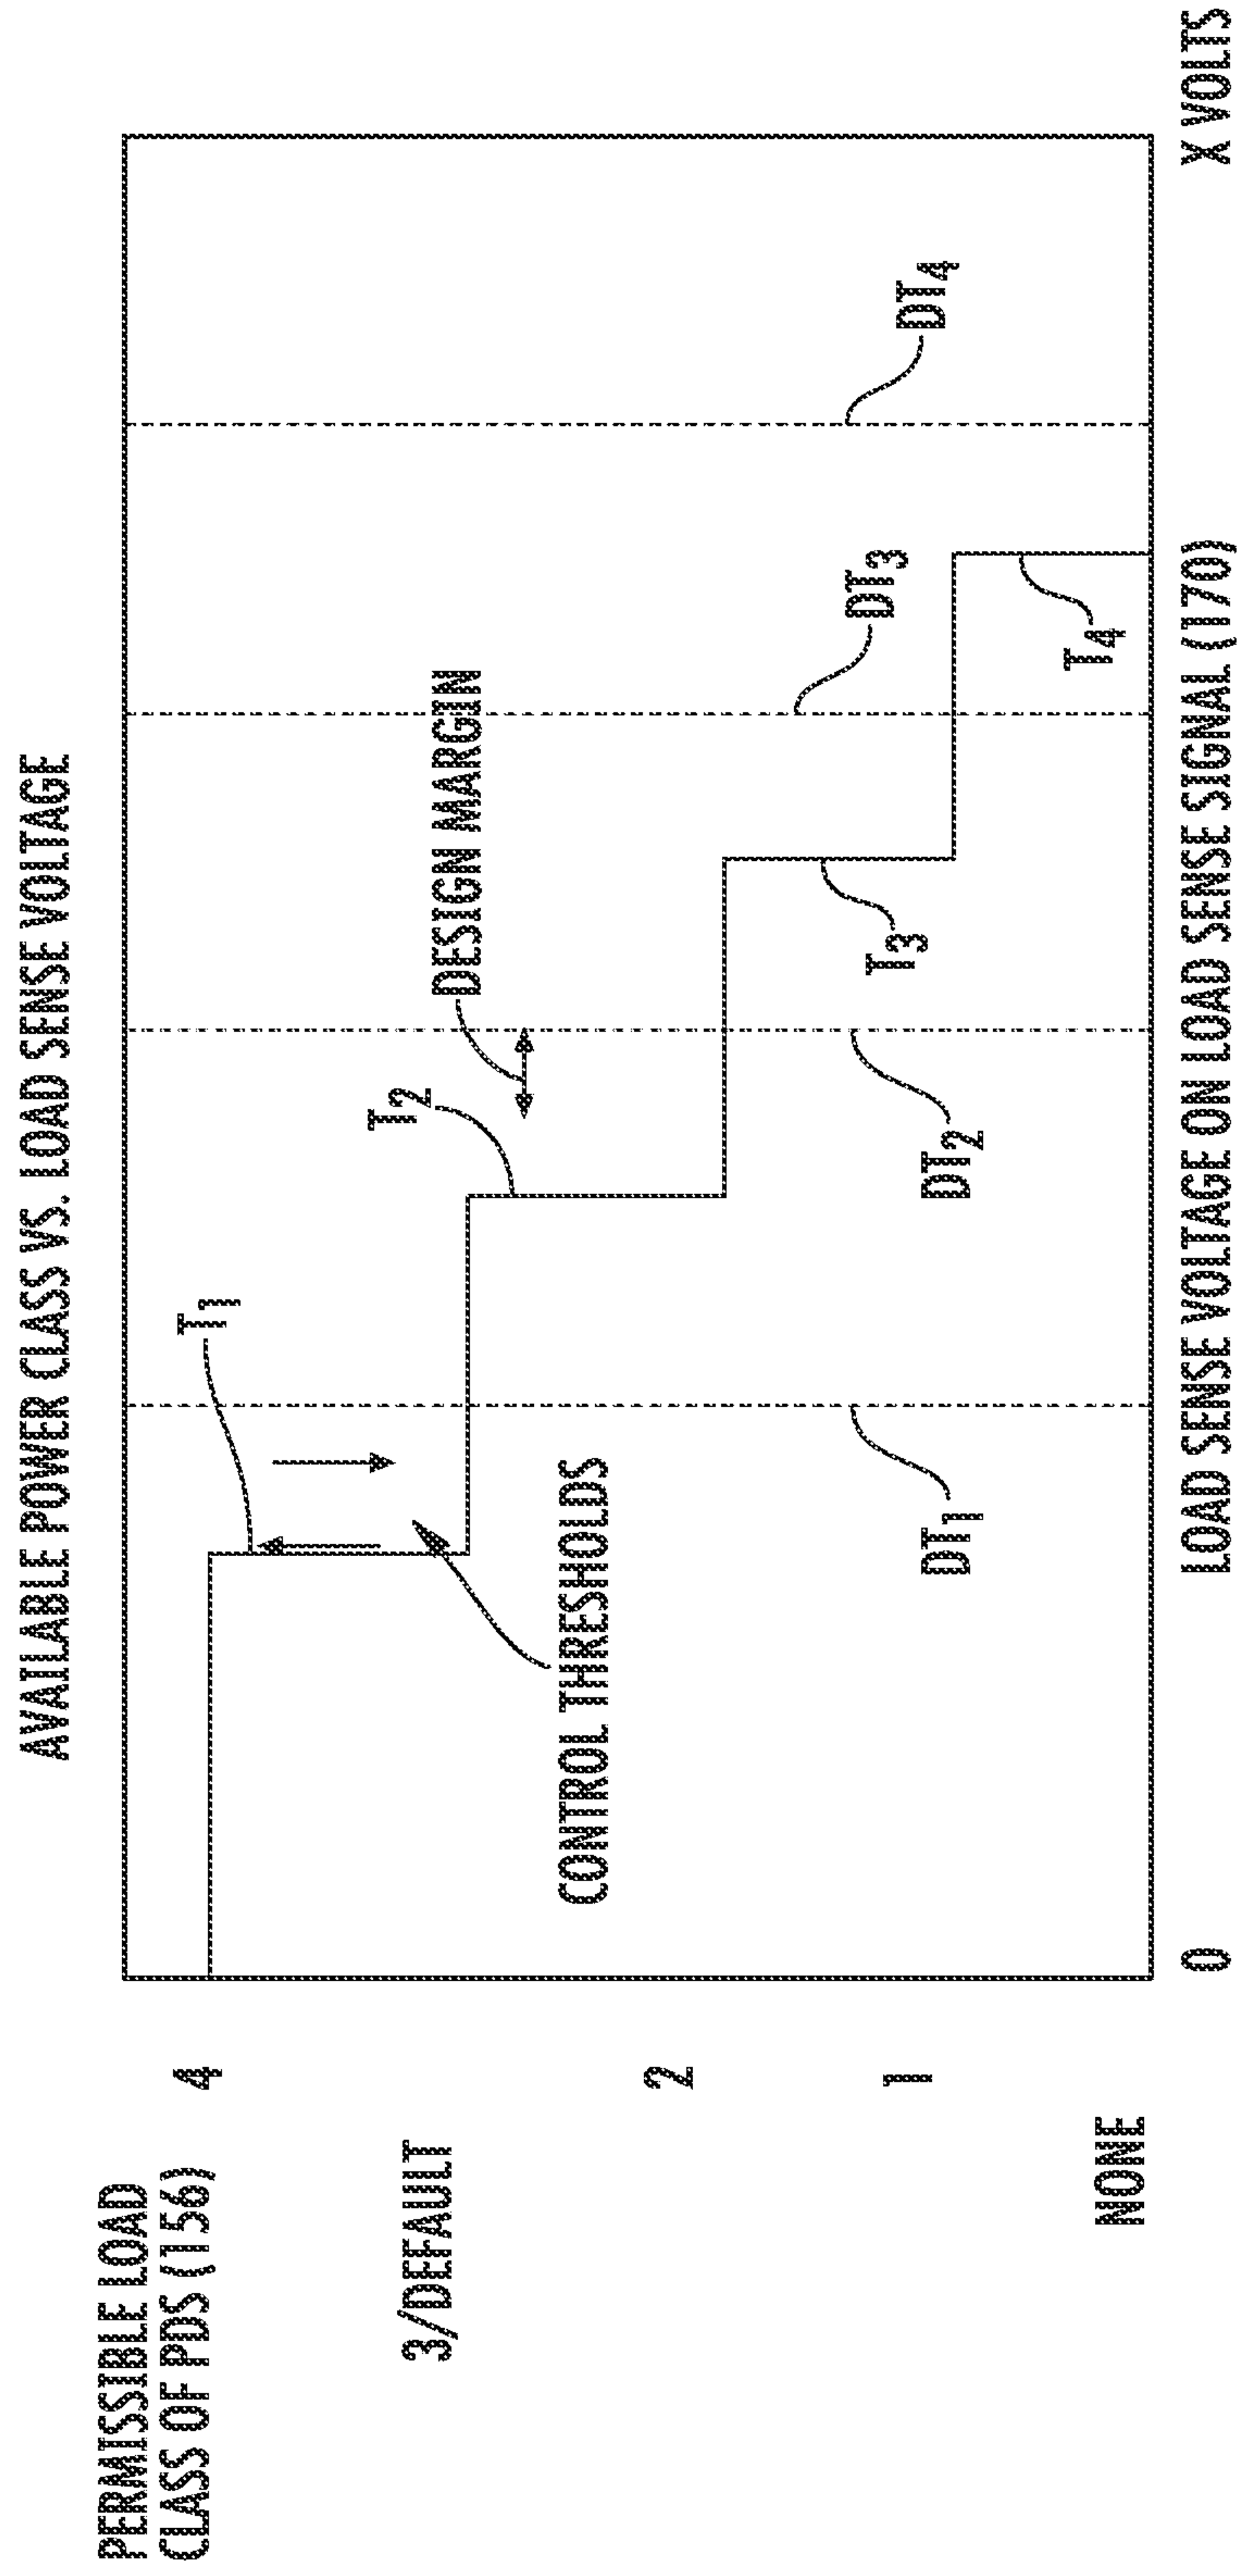 AVAILABLE POWER CLASS VS. LOAD SENSE VOLTAGE
PERMISSIBLE LOAD
CLASS OF PDS (156)
4
3/DEFAULT
2
1
NONE
T1
T2
DESIGN MARGIN
CONTROL THRESHOLDS
T3
T4
DT1
DT2
DT3
DT4
0
LOAD SENSE VOLTAGE ON LOAD SENSE SIGNAL (170)
X VOLTS